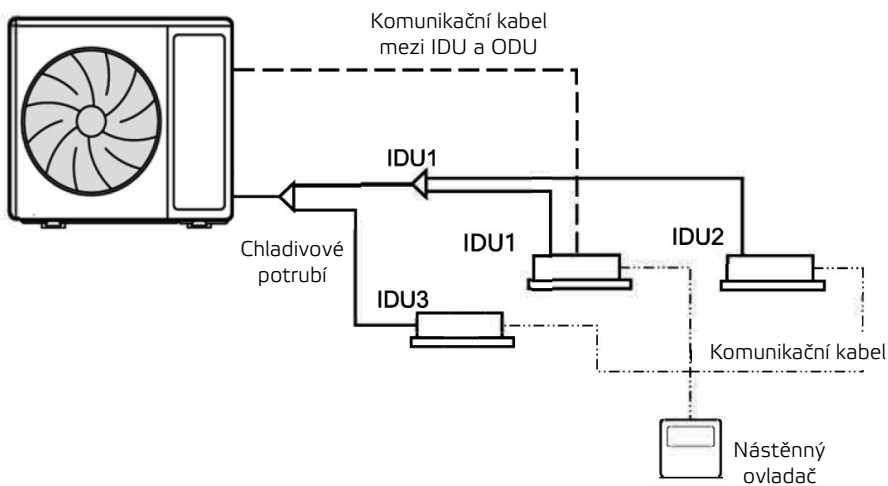 Komunikační kabel
mezi IDU a ODU
IDU1
IDU1
IDU2
Chladivové
potrubí
IDU3
Komunikační kabel
Nástěnný
ovladač